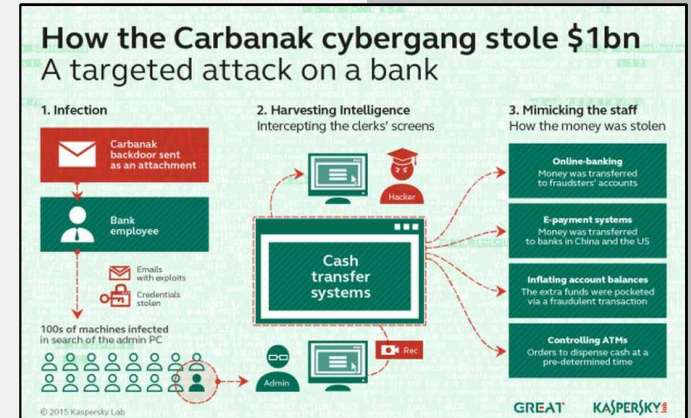 How the Carbanak cybergang stole $1bn
A targeted attack on a bank
1. Infection
Carbanak
backdoor sent
as an attachment
Bank
employee
Emails
with exploits
Credentials
stolen
100s of machines infected
in search of the admin PC
2. Harvesting Intelligence
Intercepting the clerks' screens
Hacker
Cash
transfer
systems
Rec
Admin
3. Mimicking the staff
How the money was stolen
Online-banking
Money was transferred
to fraudsters' accounts
E-payment systems
Money was transferred
to banks in China and the US
Inflating account balances
The extra funds were pocketed
via a fraudulent transaction
Controlling ATMs
Orders to dispense cash at a
pre-determined time
© 2015 Kaspersky Lab
GREAT
KASPERSKY lab